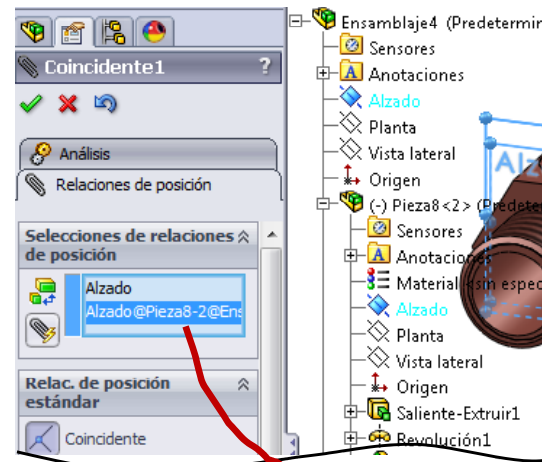 Coincidente1 ?
Análisis
Relaciones de posición
Selecciones de relaciones
de posición
Alzado
Alzado@Pieza8-2@Ens
Relac. de posición
estándar
Coincidente
Ensamblaje4 (Predetermin
Sensores
A Anotaciones
Alzado
Planta
Vista lateral
Origen
(-) Pieza8<2> (Predete
Sensores
A Anotaciones
Material <sin espec
Alzado
Planta
Vista lateral
Origen
Saliente-Extruir1
Revolución1
Alz